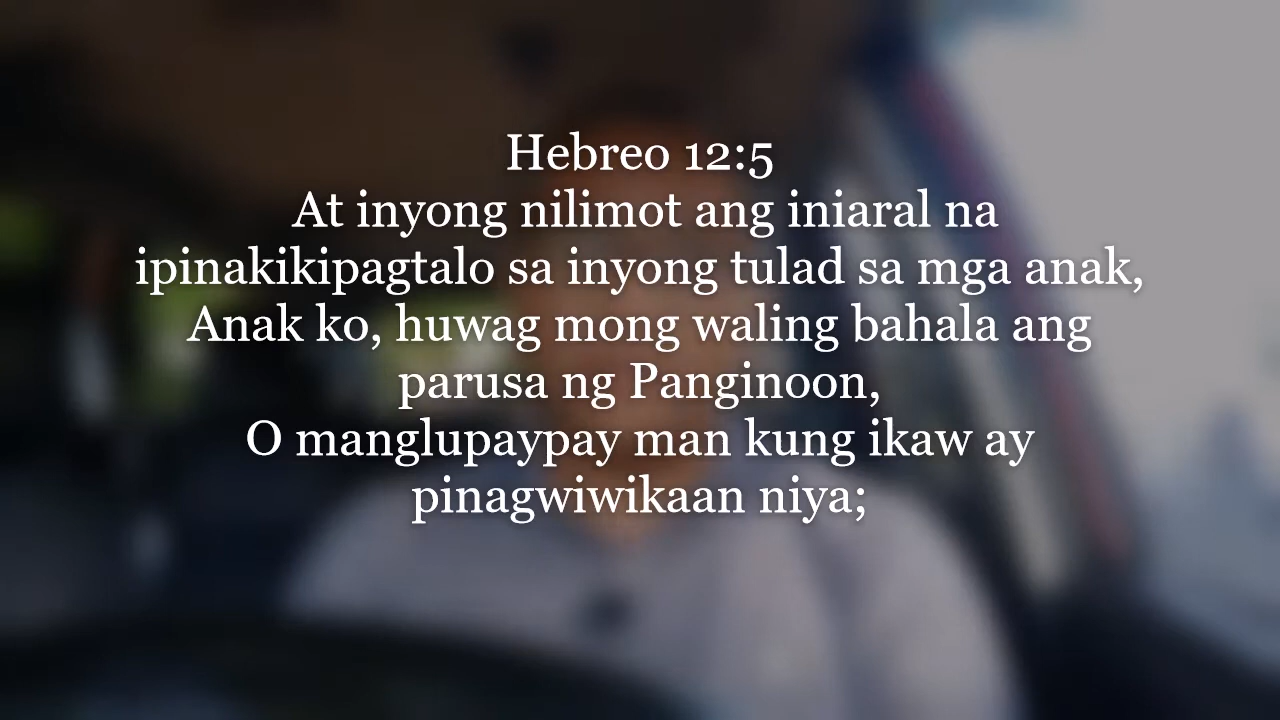 Hebreo 12:5
At inyong nilimot ang iniaral na
ipinakikipagtalo sa inyong tulad sa mga anak,
Anak ko, huwag mong waling bahala ang
parusa ng Panginoon,
O manglupaypay man kung ikaw ay
pinagwiwikaan niya;